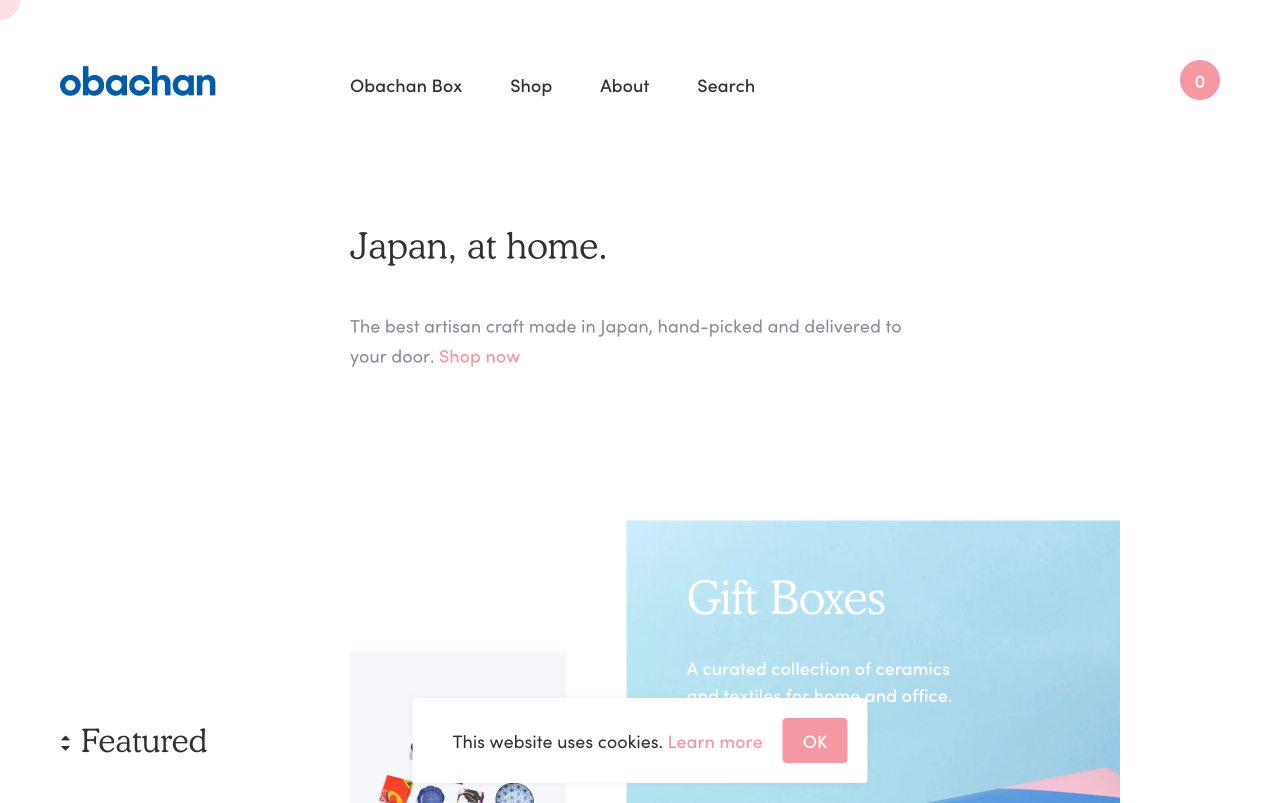 obachan
Obachan Box
Shop
About
Search
0
Japan, at home.
The best artisan craft made in Japan, hand-picked and delivered to
your door. Shop now
Gift Boxes
A curated collection of ceramics
and textiles for home and office.
Featured
This website uses cookies. Learn more
OK